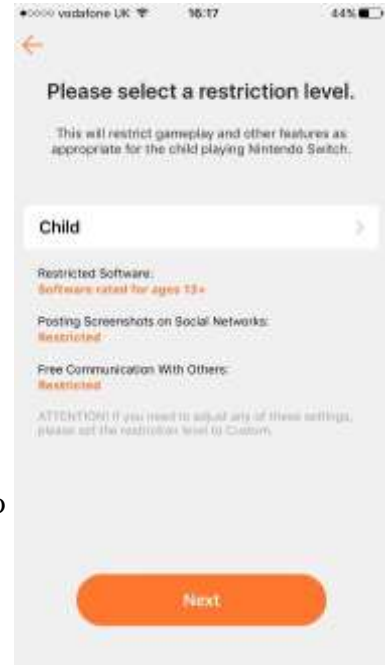 vodafone UK 16:17 44%
Please select a restriction level.
This will restrict gameplay and other features as
appropriate for the child playing Nintendo Switch.
Child
Restricted Software:
Software rated for ages 13+
Posting Screenshots on Social Networks:
Restricted
Free Communication With Others:
Restricted
ATTENTION! If you need to adjust any of these settings,
please set the restriction level to Custom.
o
Next